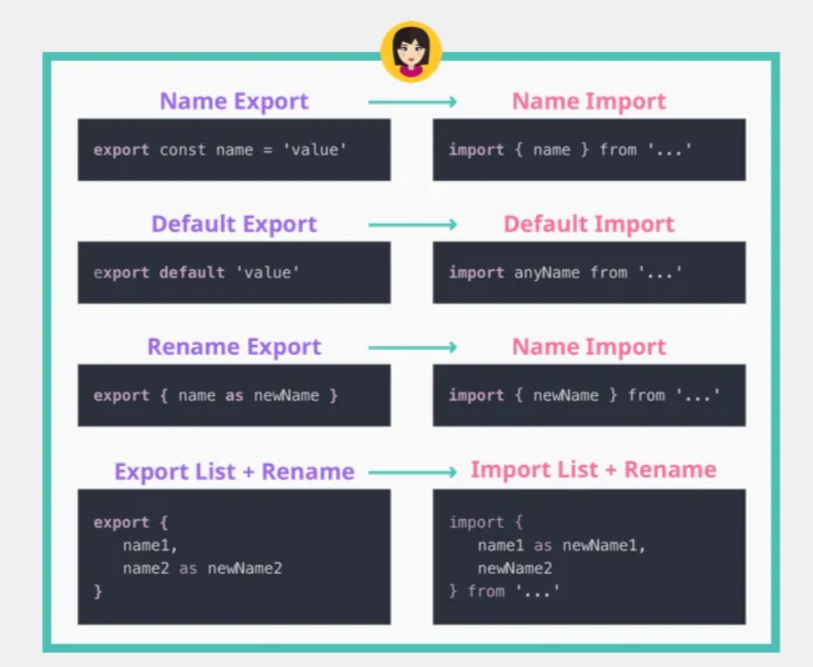 Name Export
Name Import
export const name = 'value'
import { name } from '...'
Default Export
Default Import
export default 'value'
import anyName from '...'
Rename Export
Name Import
export { name as newName }
import { newName } from '...'
Export List + Rename
Import List + Rename
export {
name1,
name2 as newName2
}
import {
name1 as newName1,
newName2
} from '...'